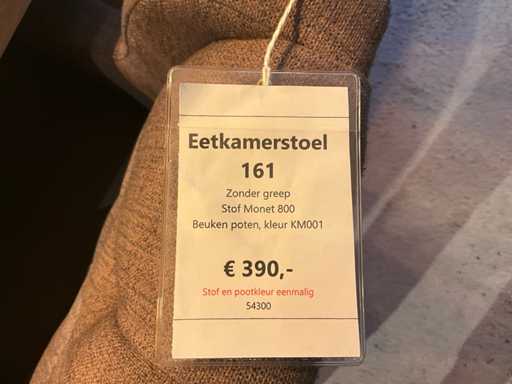 Eetkamerstoel
161
Zonder greep
Stof Monet 800
Beuken poten, kleur KM001
€ 390,-
Stof en pootkleur eenmalig
54300